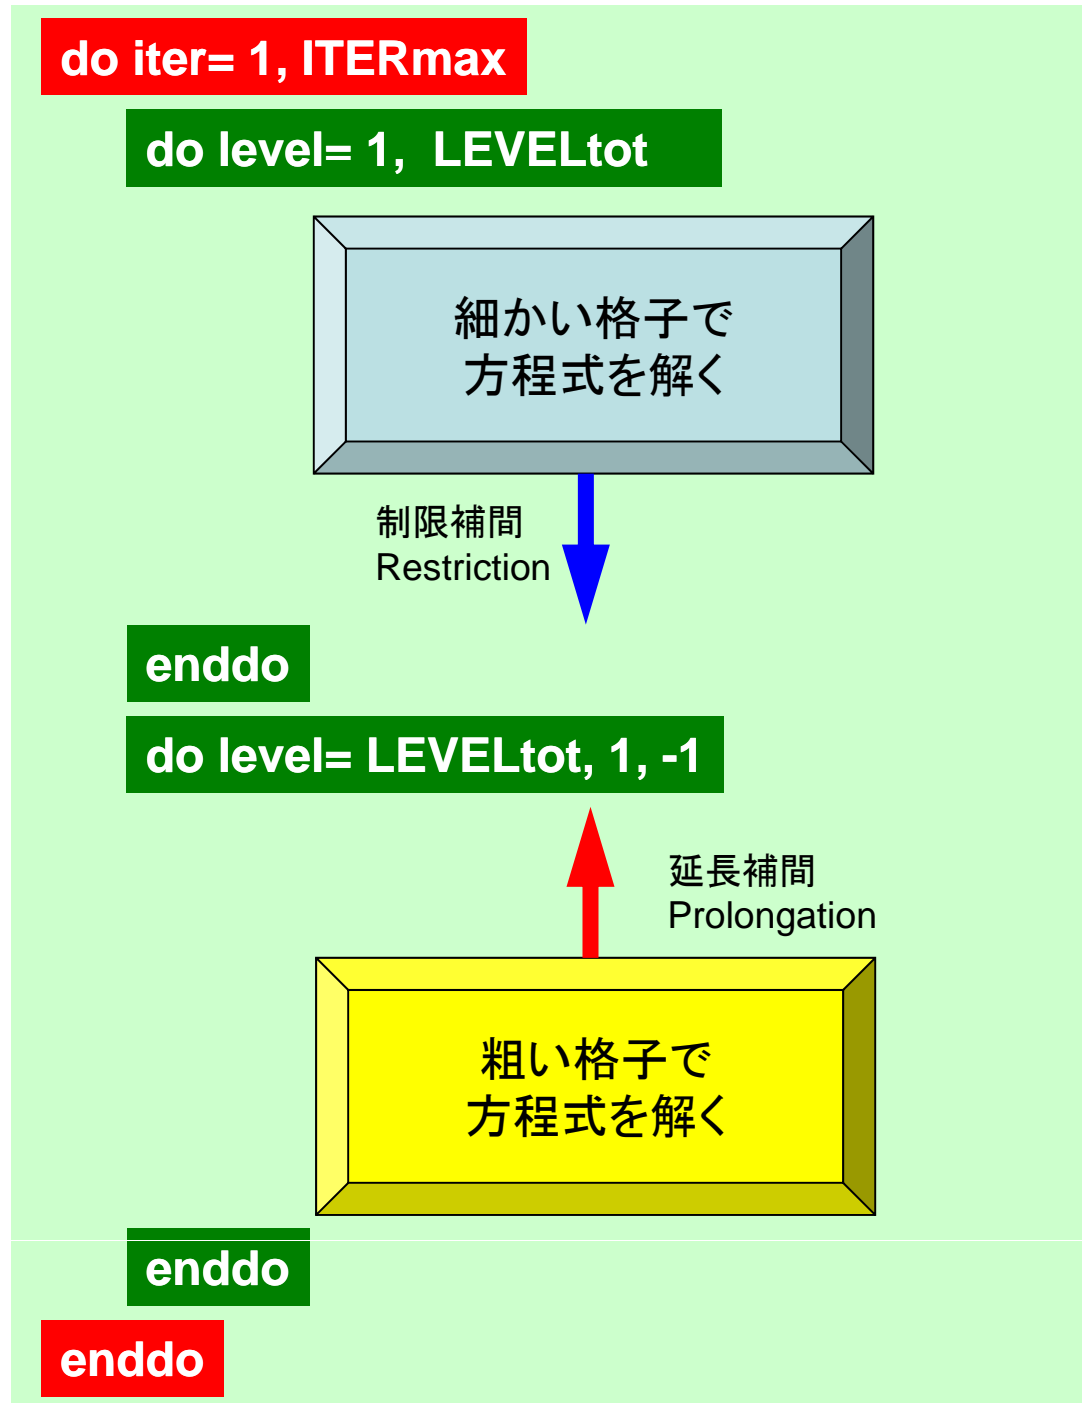 do iter= 1, ITERmax
do level= 1, LEVELtot
細かい格子で
方程式を解く
制限補間
Restriction
enddo
do level= LEVELtot, 1, -1
延長補間
Prolongation
粗い格子で
方程式を解く
enddo
enddo